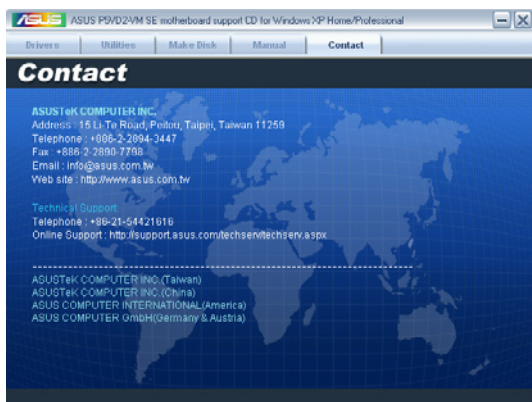 ASUS P5VD2-VM SE motherboard support CD for Windows XP Home/Professional
Drivers Utilities Make Disk Manual Contact
Contact
ASUSTeK COMPUTER INC.
Address : 15 Li-Te Road, Peitou, Taipei, Taiwan 11259
Telephone : +886-2-2894-3447
Fax : +886-2-2890-7798
Email : info@asus.com.tw
Web site : http://www.asus.com.tw
Technical Support
Telephone : +86-21-54421616
Online Support : http://support.asus.com/techserv/techserv.aspx
ASUSTeK COMPUTER INC.(Taiwan)
ASUSTeK COMPUTER INC.(China)
ASUS COMPUTER INTERNATIONAL(America)
ASUS COMPUTER GmbH(Germany & Austria)